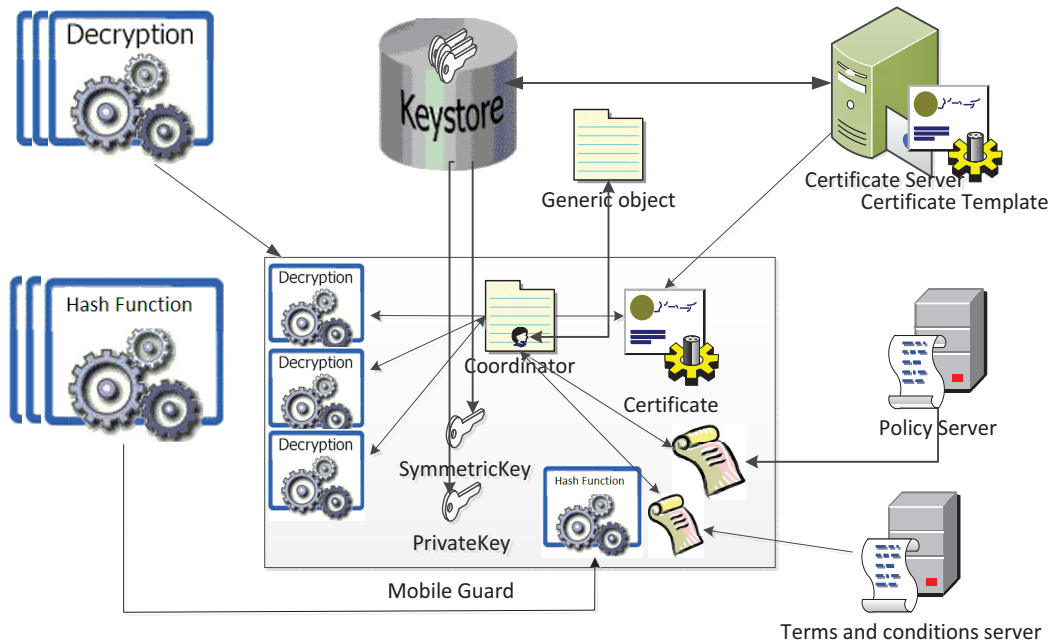 Decryption
Keystore
Generic object
Certificate Server
Certificate Template
Hash Function
Decryption
Decryption
Decryption
Coordinator
Certificate
SymmetricKey
PrivateKey
Hash Function
Policy Server
Mobile Guard
Terms and conditions server